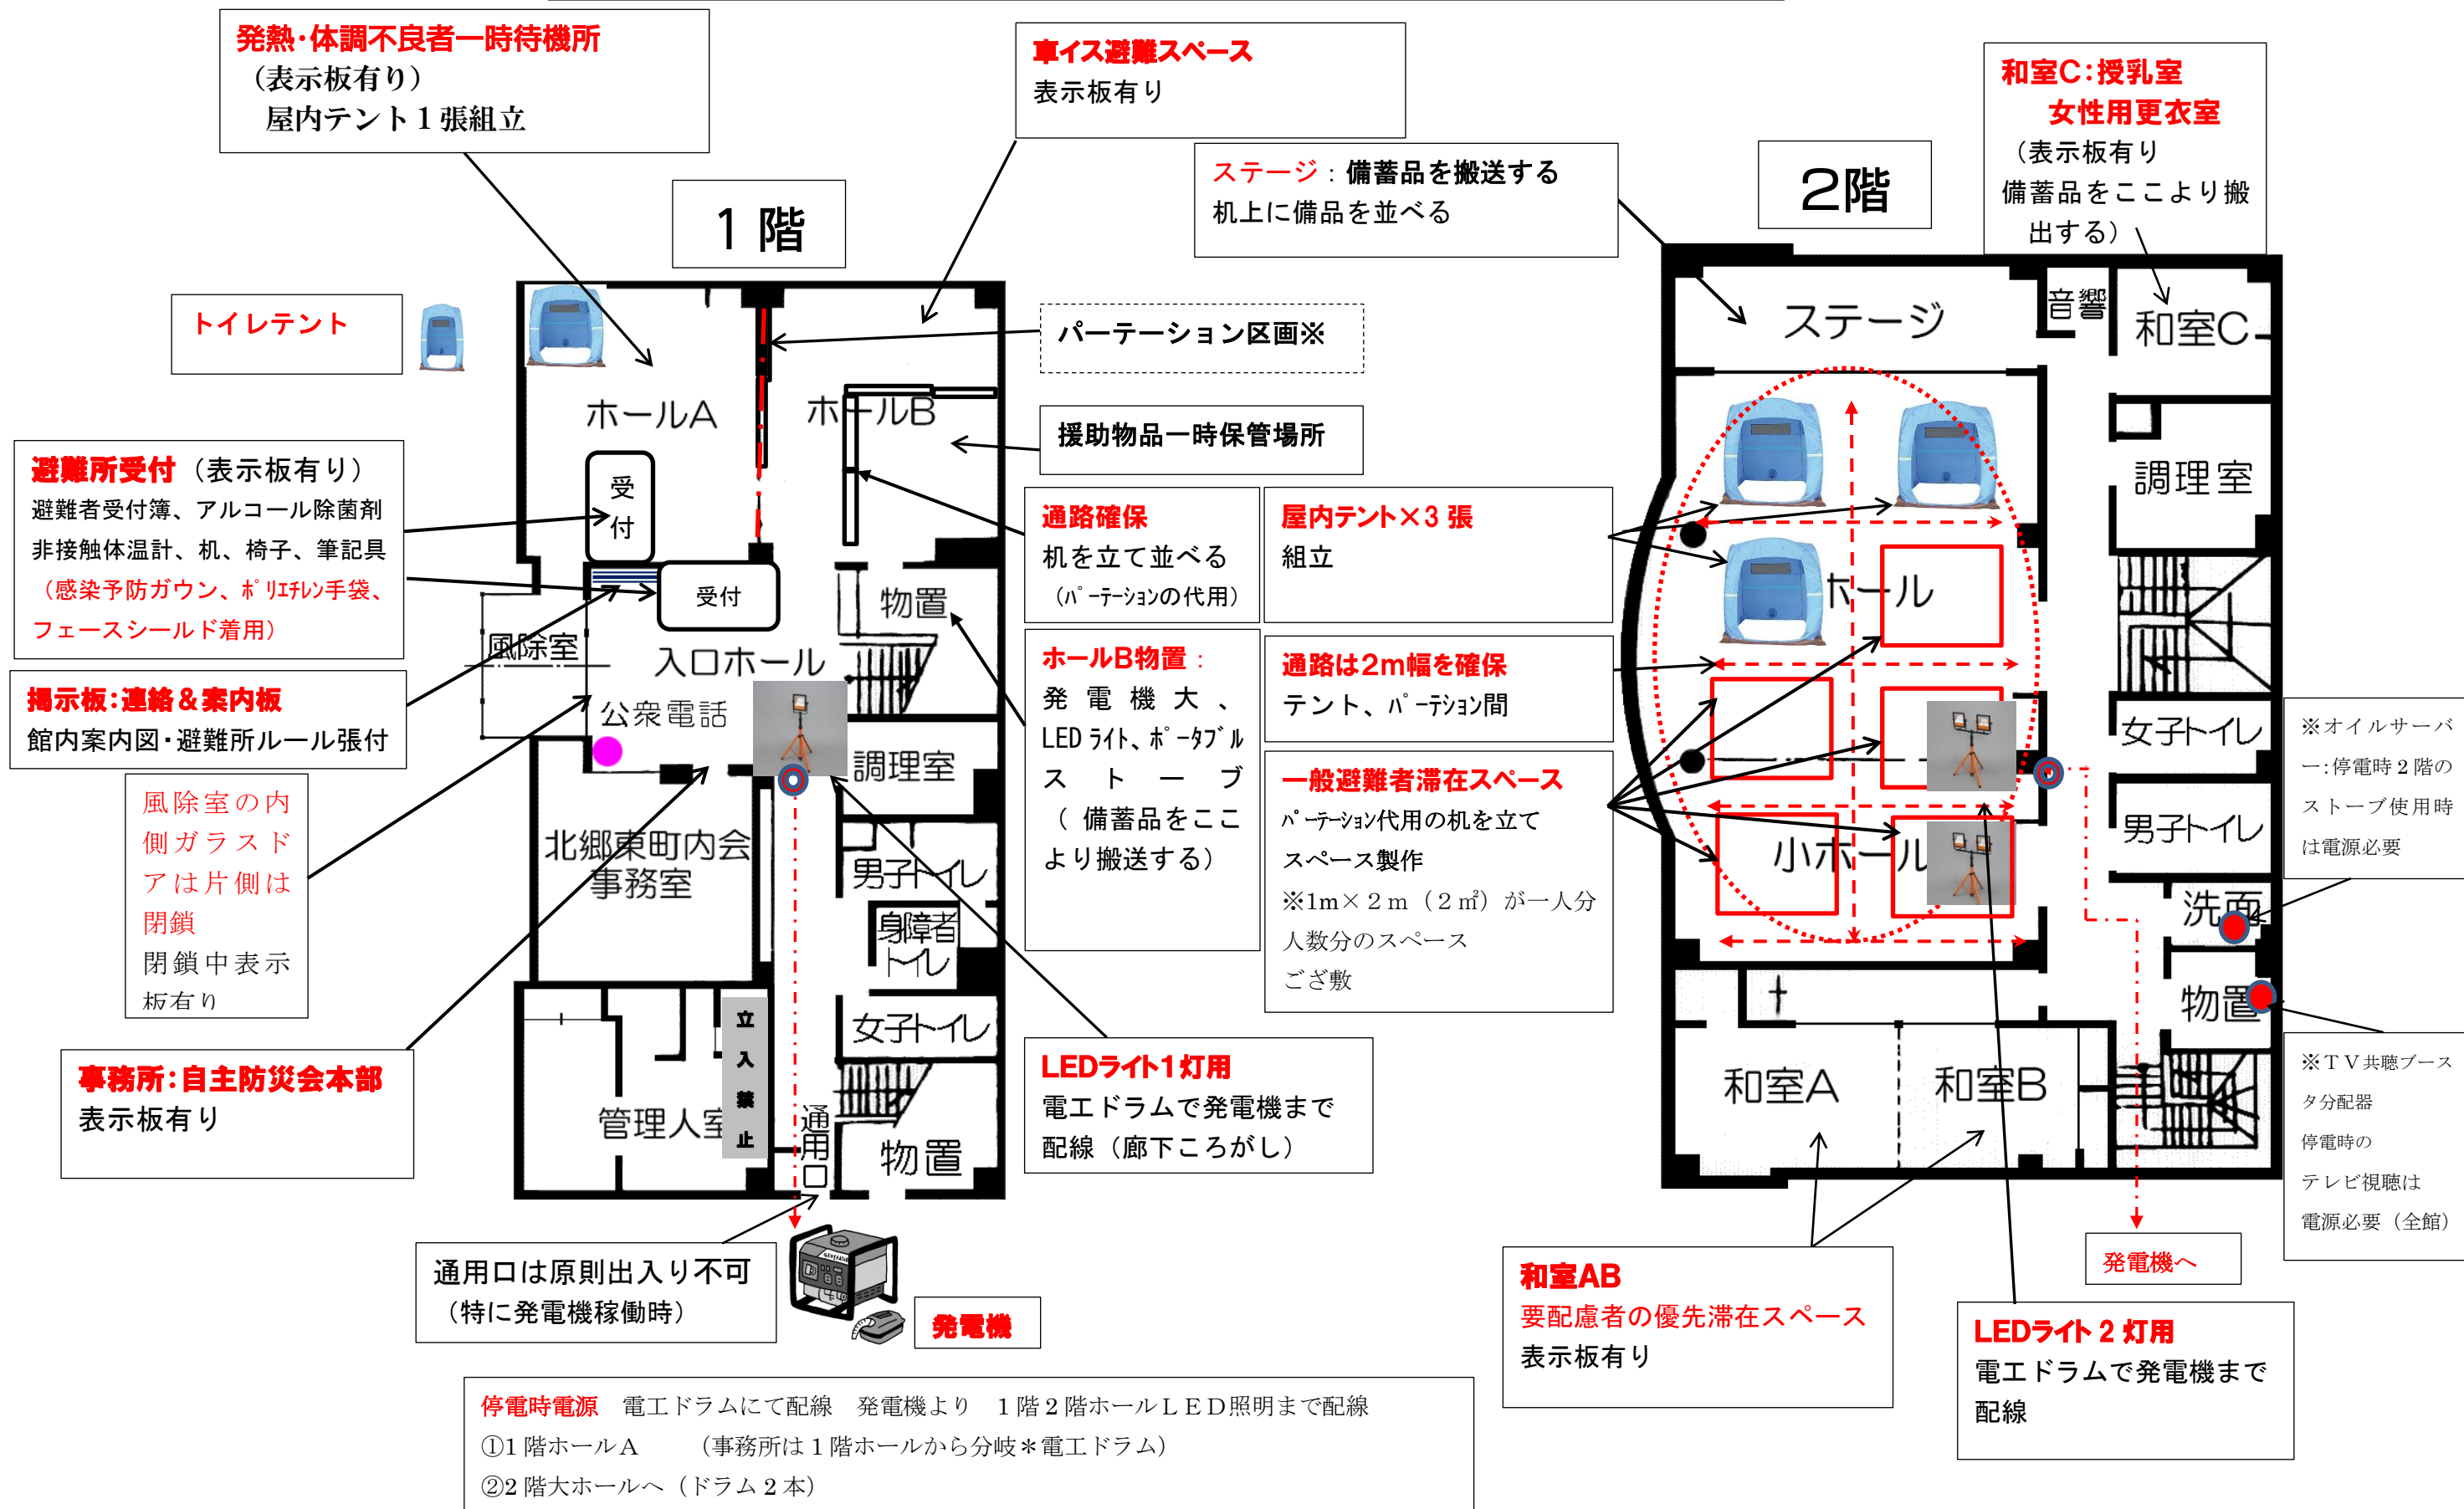 発熱･体調不良者一時待機所
（表示板有り）
屋内テント１張組立
車イス避難スペース
表示板有り
ステージ：備蓄品を搬送する
机上に備品を並べる
和室C：授乳室
女性用更衣室
（表示板有り
備蓄品をここより搬
出する）
１階
２階
トイレテント
パーテーション区画※
援助物品一時保管場所
避難所受付（表示板有り）
避難者受付簿、アルコール除菌剤
非接触体温計、机、椅子、筆記具
（感染予防ガウン、ﾎﾟﾘｴﾁﾚﾝ手袋、
フェースシールド着用）
掲示板：連絡＆案内板
館内案内図・避難所ルール張付
風除室の内
側ガラスド
アは片側は
閉鎖
閉鎖中表示
板有り
事務所：自主防災会本部
表示板有り
ホールA
ホールB
受
付
受付
物置
風除室
入口ホール
公衆電話
調理室
北郷東町内会
事務室
男子トイレ
身障者
トイレ
女子トイレ
管理人室
立
入
禁
止
通
用
口
物置
通路確保
机を立て並べる
（ﾊﾟｰﾃｰｼｮﾝの代用）
ホールB物置：
発電機大、
LEDﾗｲﾄ、ﾎﾟｰﾀﾌﾞﾙ
ストーブ
（備蓄品をここ
より搬送する）
LEDﾗｲﾄ1灯用
電工ドラムで発電機まで
配線（廊下ころがし）
屋内テント×3 張
組立
通路は2m幅を確保
テント、ﾊﾟｰﾃｼｮﾝ間
一般避難者滞在スペース
ﾊﾟｰﾃｰｼｮﾝ代用の机を立て
スペース製作
※1m×２ｍ（２㎡）が一人分
人数分のスペース
ござ敷
通用口は原則出入り不可
（特に発電機稼働時）
GENERATOR
発電機
停電時電源　電工ドラムにて配線　発電機より　１階２階ホールＬＥＤ照明まで配線
①1 階ホールＡ　　（事務所は１階ホールから分岐＊電工ドラム）
②2 階大ホールへ（ドラム２本）
ステージ
音響
和室C
調理室
ホール
女子トイレ
男子トイレ
小ホール
洗面
物置
和室A
和室B
※オイルサーバ
ー：停電時２階の
ストーブ使用時
は電源必要
※ＴＶ共聴ブース
タ分配器
停電時の
テレビ視聴は
電源必要（全館）
発電機へ
和室AB
要配慮者の優先滞在スペース
表示板有り
LEDﾗｲﾄ２灯用
電工ドラムで発電機まで
配線